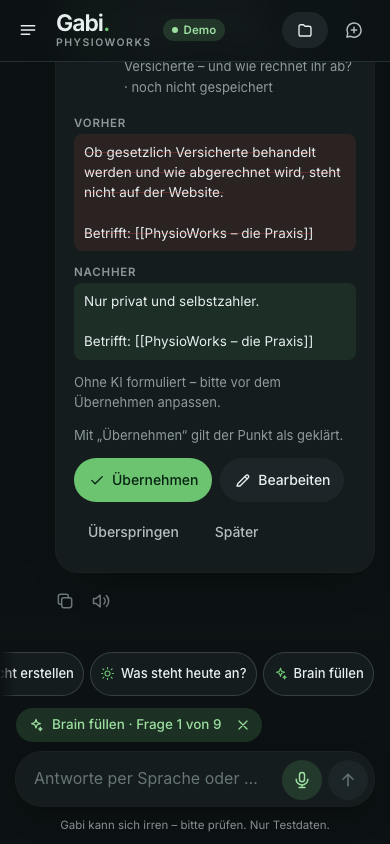 Gabi.
PHYSIOWORKS
Demo
Versicherte – und wie rechnet ihr ab?
· noch nicht gespeichert
VORHER
Ob gesetzlich Versicherte behandelt
werden und wie abgerechnet wird, steht
nicht auf der Website.
Betrifft: [[PhysioWorks – die Praxis]]
NACHHER
Nur privat und selbstzahler.
Betrifft: [[PhysioWorks – die Praxis]]
Ohne KI formuliert – bitte vor dem
Übernehmen anpassen.
Mit „Übernehmen“ gilt der Punkt als geklärt.
Übernehmen
Bearbeiten
Überspringen
Später
cht erstellen
Was steht heute an?
Brain füllen
Brain füllen · Frage 1 von 9
Antworte per Sprache oder ...
Gabi kann sich irren – bitte prüfen. Nur Testdaten.